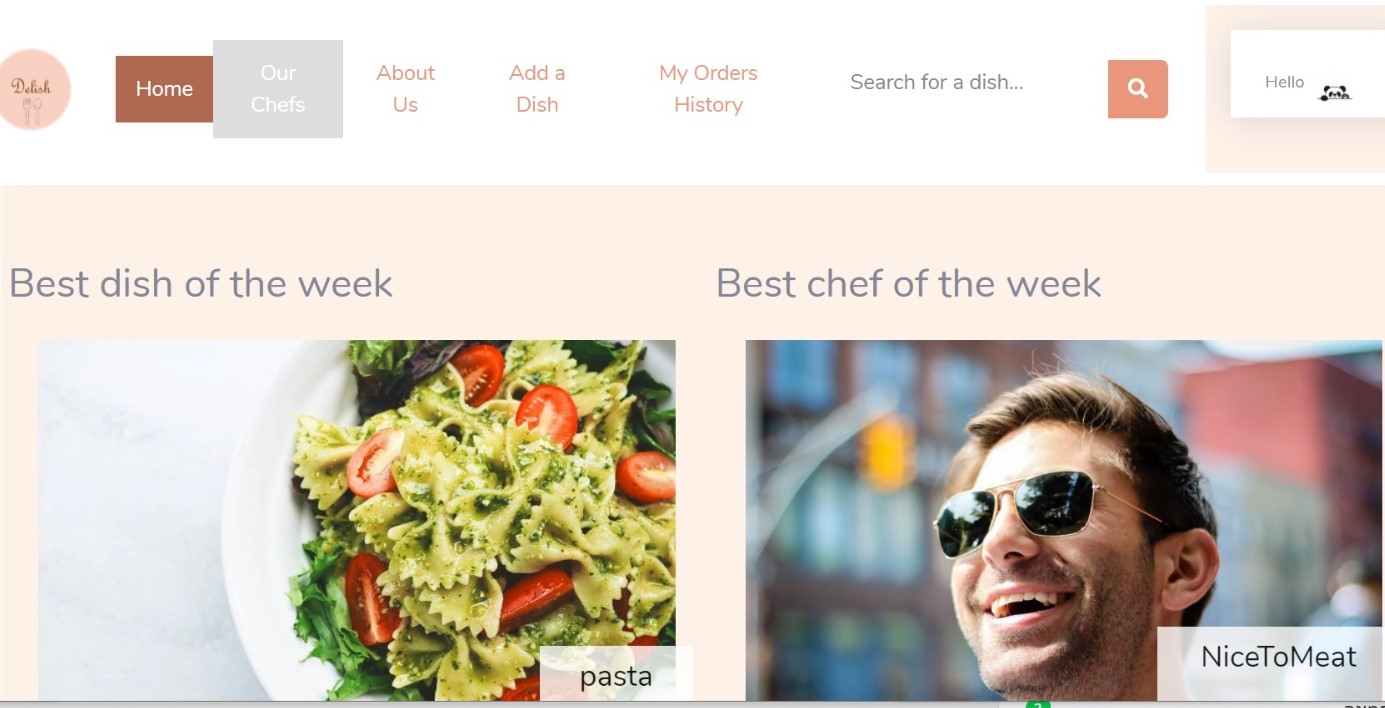 Delish
Home
Our
Chefs
About
Us
Add a
Dish
My Orders
History
Search for a dish...
Hello
Best dish of the week
Best chef of the week
pasta
NiceToMeat